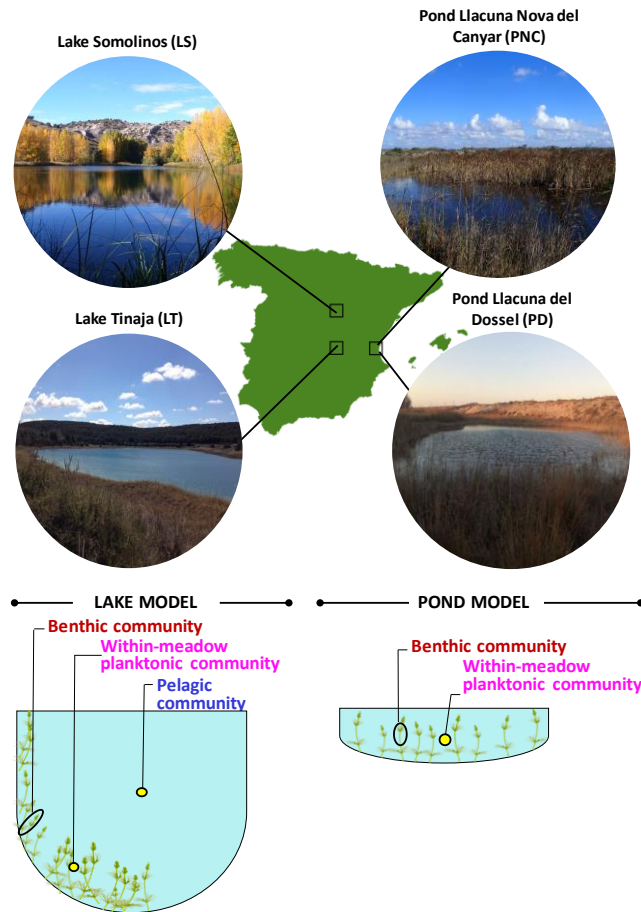 Lake Somolinos (LS)
Pond Llacuna Nova del
Canyar (PNC)
Lake Tinaja (LT)
Pond Llacuna del
Dossel (PD)
LAKE MODEL
Benthic community
Within-meadow
planktonic community
Pelagic
community
POND MODEL
Benthic community
Within-meadow
planktonic community